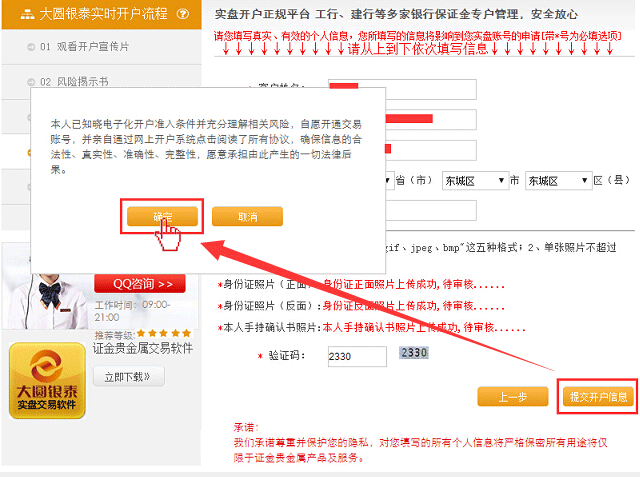 大圆银泰实时开户流程
实盘开户正规平台 工行、建行等多家银行保证金专户管理，安全放心
请您填写真实、有效的个人信息，您所填写的信息将影响到您实盘账号的申请[带*号为必填选项]
↓↓↓↓↓↓↓↓↓↓↓请从上到下依次填写信息↓↓↓↓↓↓↓↓↓↓↓
01 观看开户宣传片
02 风险揭示书
本人已知晓电子化开户准入条件并充分理解相关风险，自愿开通交易
账号，并亲自通过网上开户系统点击阅读了所有协议，确保信息的合
法性、真实性、准确性、完整性，愿意承担由此产生的一切法律后
果。
确定
取消
省（市）
东城区
市
东城区
区（县）
gif、jpeg、bmp"这五种格式；2、单张照片不超过
*身份证照片（正面）:身份证正面照片上传成功,待审核......
*身份证照片（反面）:身份证反面照片上传成功,待审核......
*本人手持确认书照片:本人手持确认书照片上传成功,待审核......
* 验证码:
2330
2330
QQ咨询 >>
工作时间：09:00-
21:00
推荐等级:
证金贵金属交易软件
立即下载»
大圆银泰
实盘交易软件
上一步
提交开户信息
承诺:
我们承诺尊重并保护您的隐私，对您填写的所有个人信息将严格保密所有用途将仅
限于证金贵金属产品及服务。